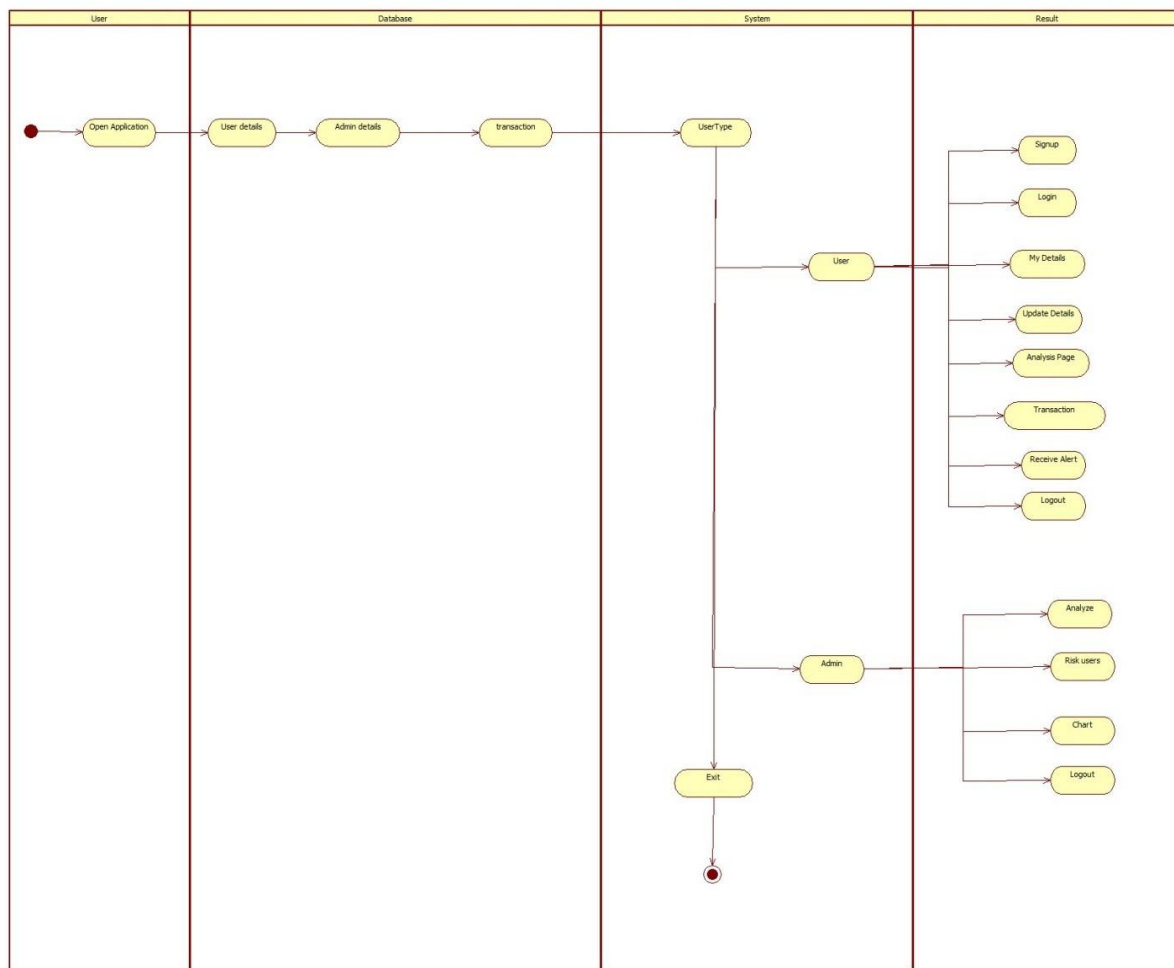 User
Database
System
Result
Open Application
User details
Admin details
transaction
UserType
Signup
Login
User
My Details
Update Details
Analysis Page
Transaction
Receive Alert
Logout
Analyze
Admin
Risk users
Chart
Exit
Logout